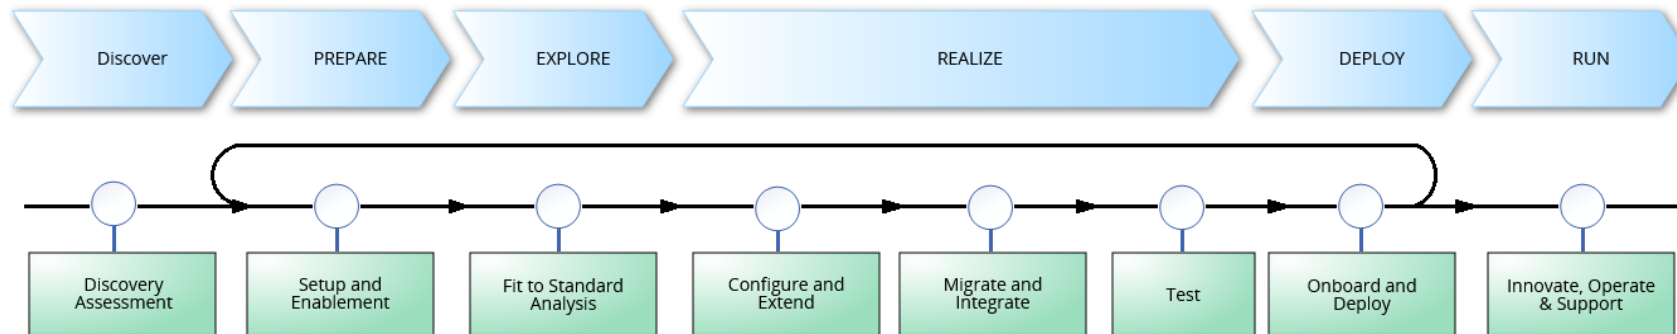 Discover
PREPARE
EXPLORE
REALIZE
DEPLOY
RUN
Discovery
Assessment
Setup and
Enablement
Fit to Standard
Analysis
Configure and
Extend
Migrate and
Integrate
Test
Onboard and
Deploy
Innovate, Operate
& Support